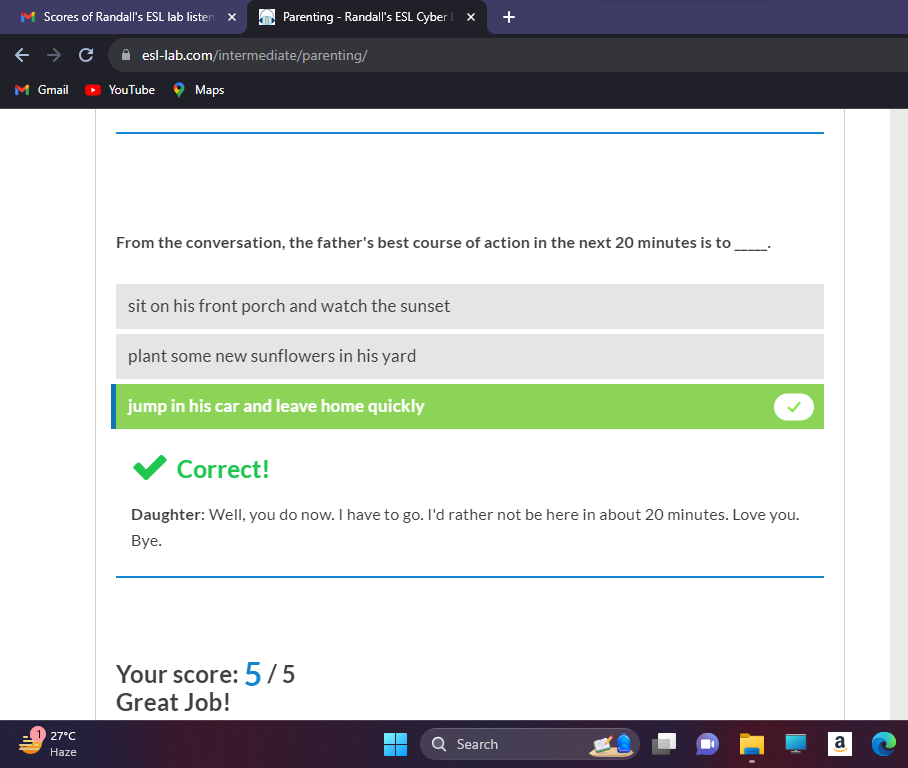 Scores of Randall's ESL lab listen
Parenting - Randall's ESL Cyber
esl-lab.com/intermediate/parenting/
Gmail
YouTube
Maps
From the conversation, the father's best course of action in the next 20 minutes is to _____.
sit on his front porch and watch the sunset
plant some new sunflowers in his yard
jump in his car and leave home quickly
Correct!
Daughter: Well, you do now. I have to go. I'd rather not be here in about 20 minutes. Love you.
Bye.
Your score: 5 / 5
Great Job!
1
27°C
Haze
Search
a